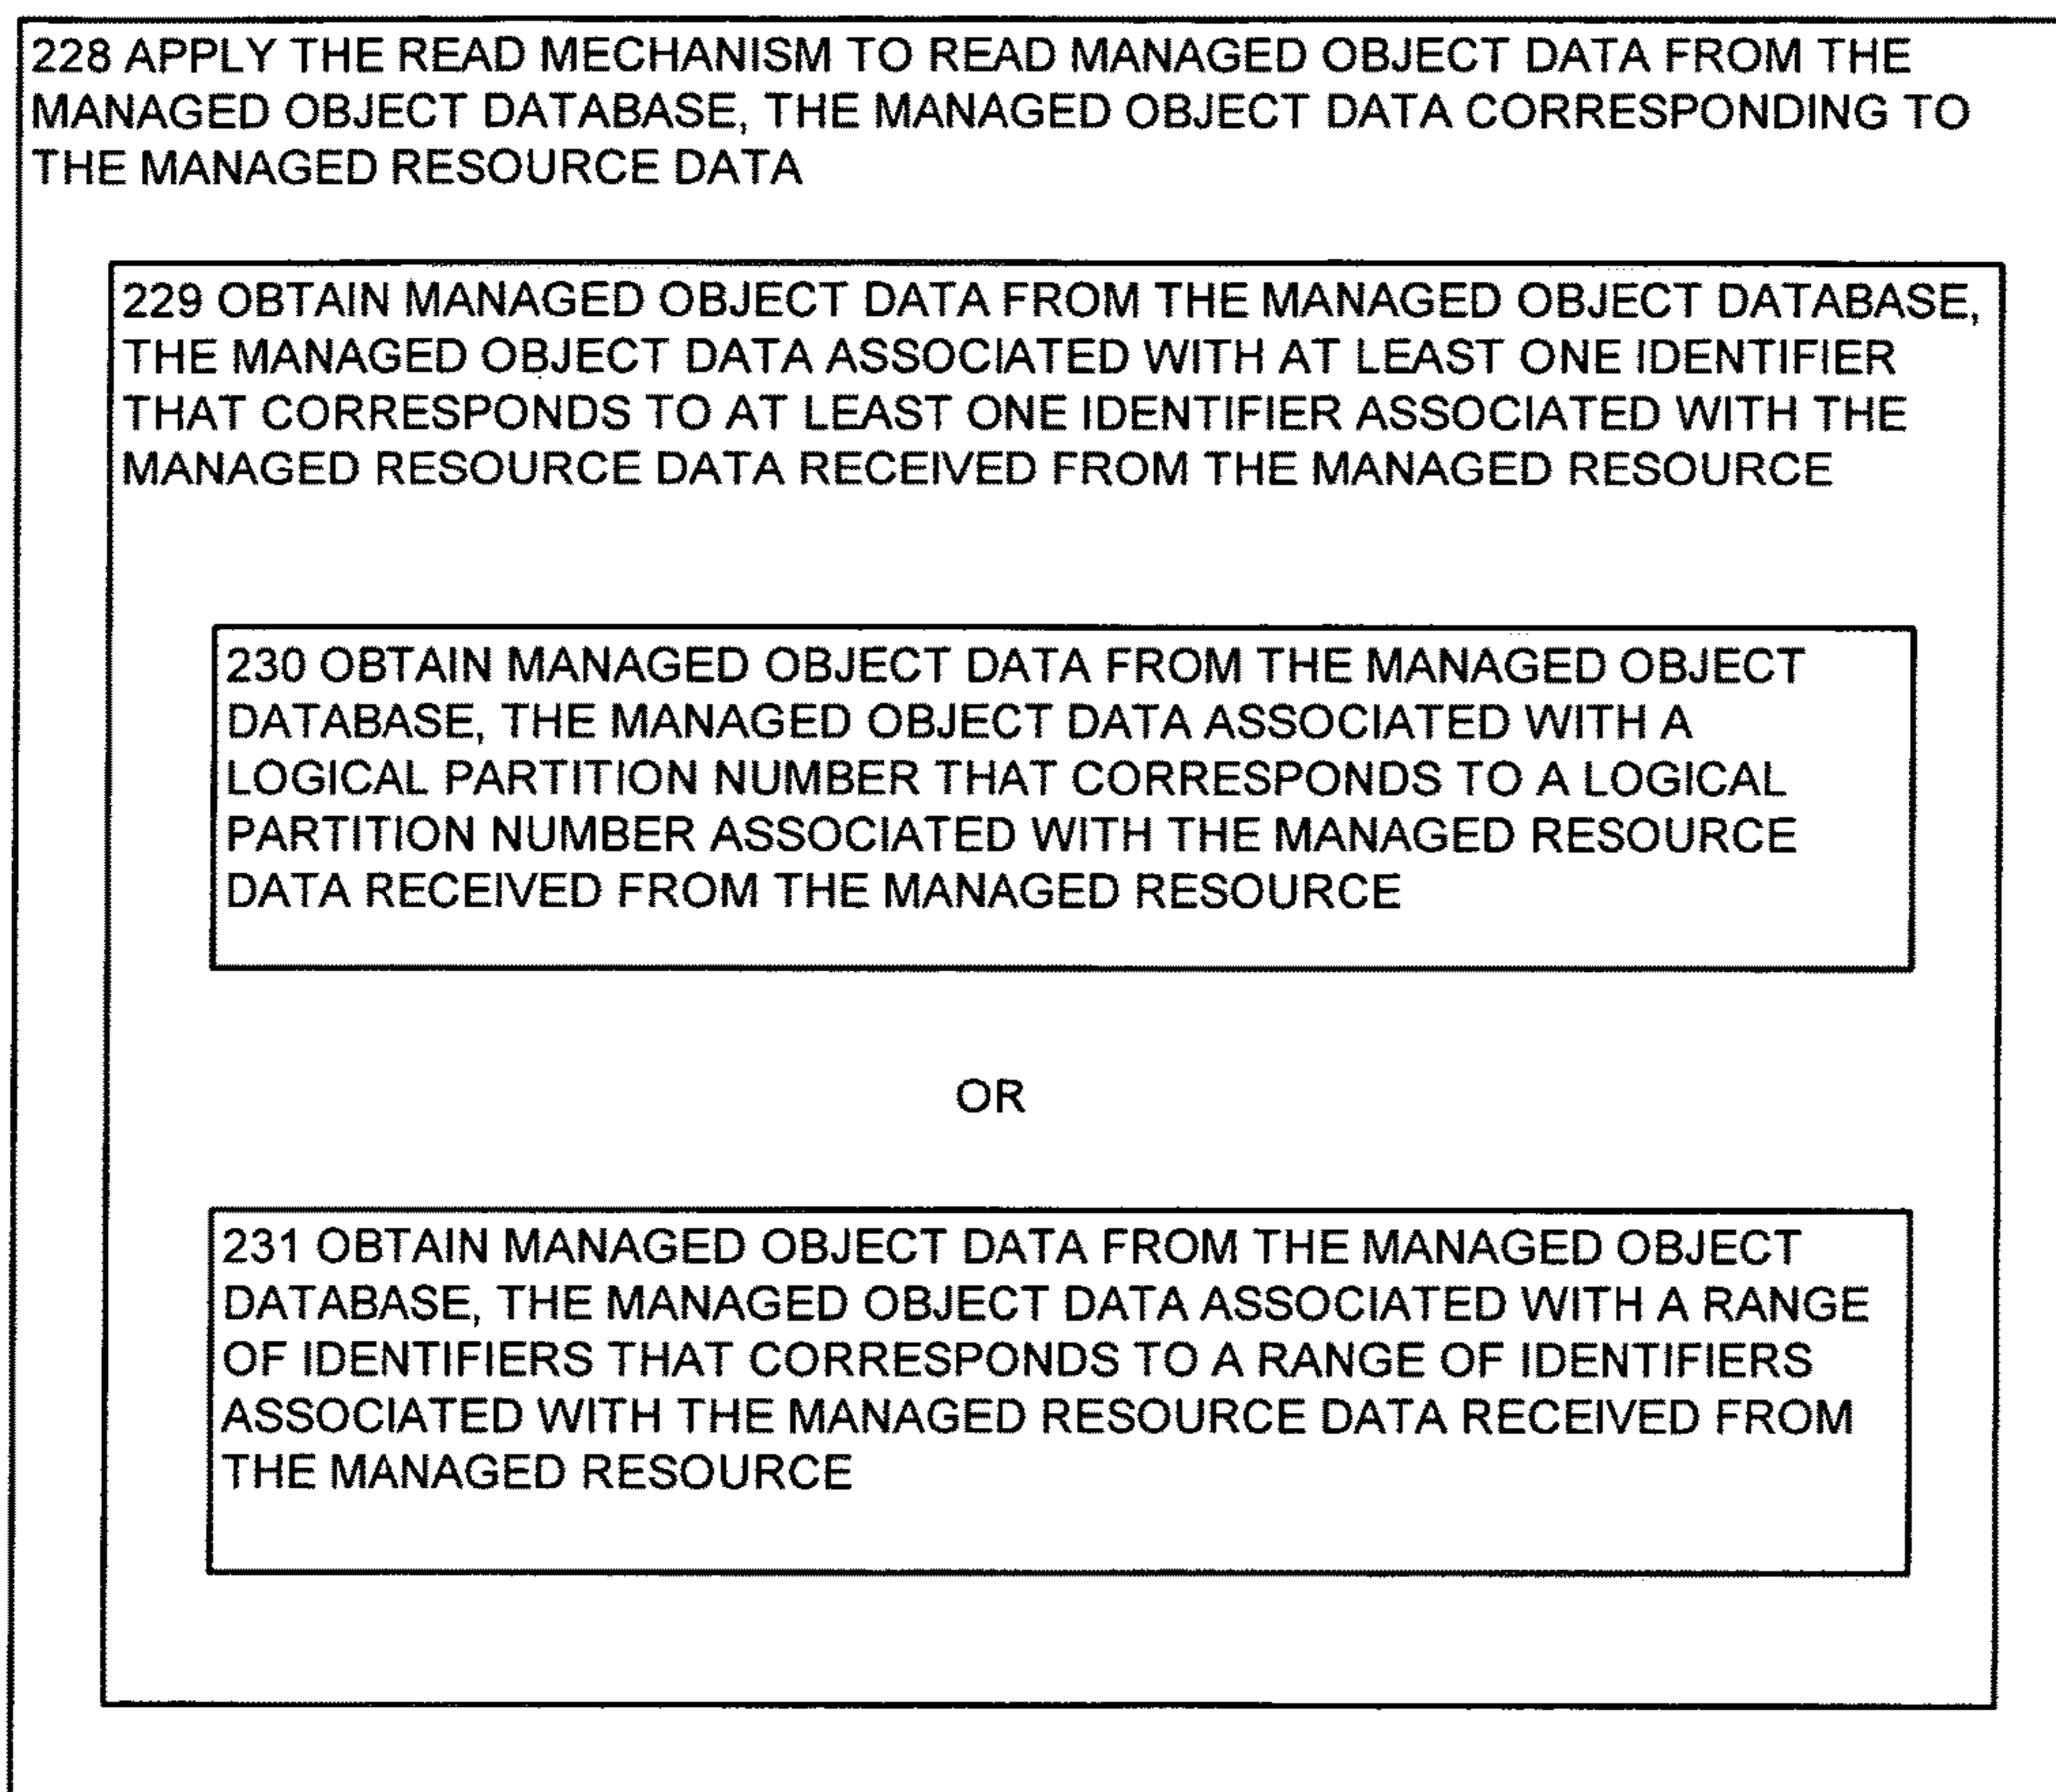 228 APPLY THE READ MECHANISM TO READ MANAGED OBJECT DATA FROM THE
MANAGED OBJECT DATABASE, THE MANAGED OBJECT DATA CORRESPONDING TO
THE MANAGED RESOURCE DATA
229 OBTAIN MANAGED OBJECT DATA FROM THE MANAGED OBJECT DATABASE,
THE MANAGED OBJECT DATA ASSOCIATED WITH AT LEAST ONE IDENTIFIER
THAT CORRESPONDS TO AT LEAST ONE IDENTIFIER ASSOCIATED WITH THE
MANAGED RESOURCE DATA RECEIVED FROM THE MANAGED RESOURCE
230 OBTAIN MANAGED OBJECT DATA FROM THE MANAGED OBJECT
DATABASE, THE MANAGED OBJECT DATA ASSOCIATED WITH A
LOGICAL PARTITION NUMBER THAT CORRESPONDS TO A LOGICAL
PARTITION NUMBER ASSOCIATED WITH THE MANAGED RESOURCE
DATA RECEIVED FROM THE MANAGED RESOURCE
OR
231 OBTAIN MANAGED OBJECT DATA FROM THE MANAGED OBJECT
DATABASE, THE MANAGED OBJECT DATA ASSOCIATED WITH A RANGE
OF IDENTIFIERS THAT CORRESPONDS TO A RANGE OF IDENTIFIERS
ASSOCIATED WITH THE MANAGED RESOURCE DATA RECEIVED FROM
THE MANAGED RESOURCE